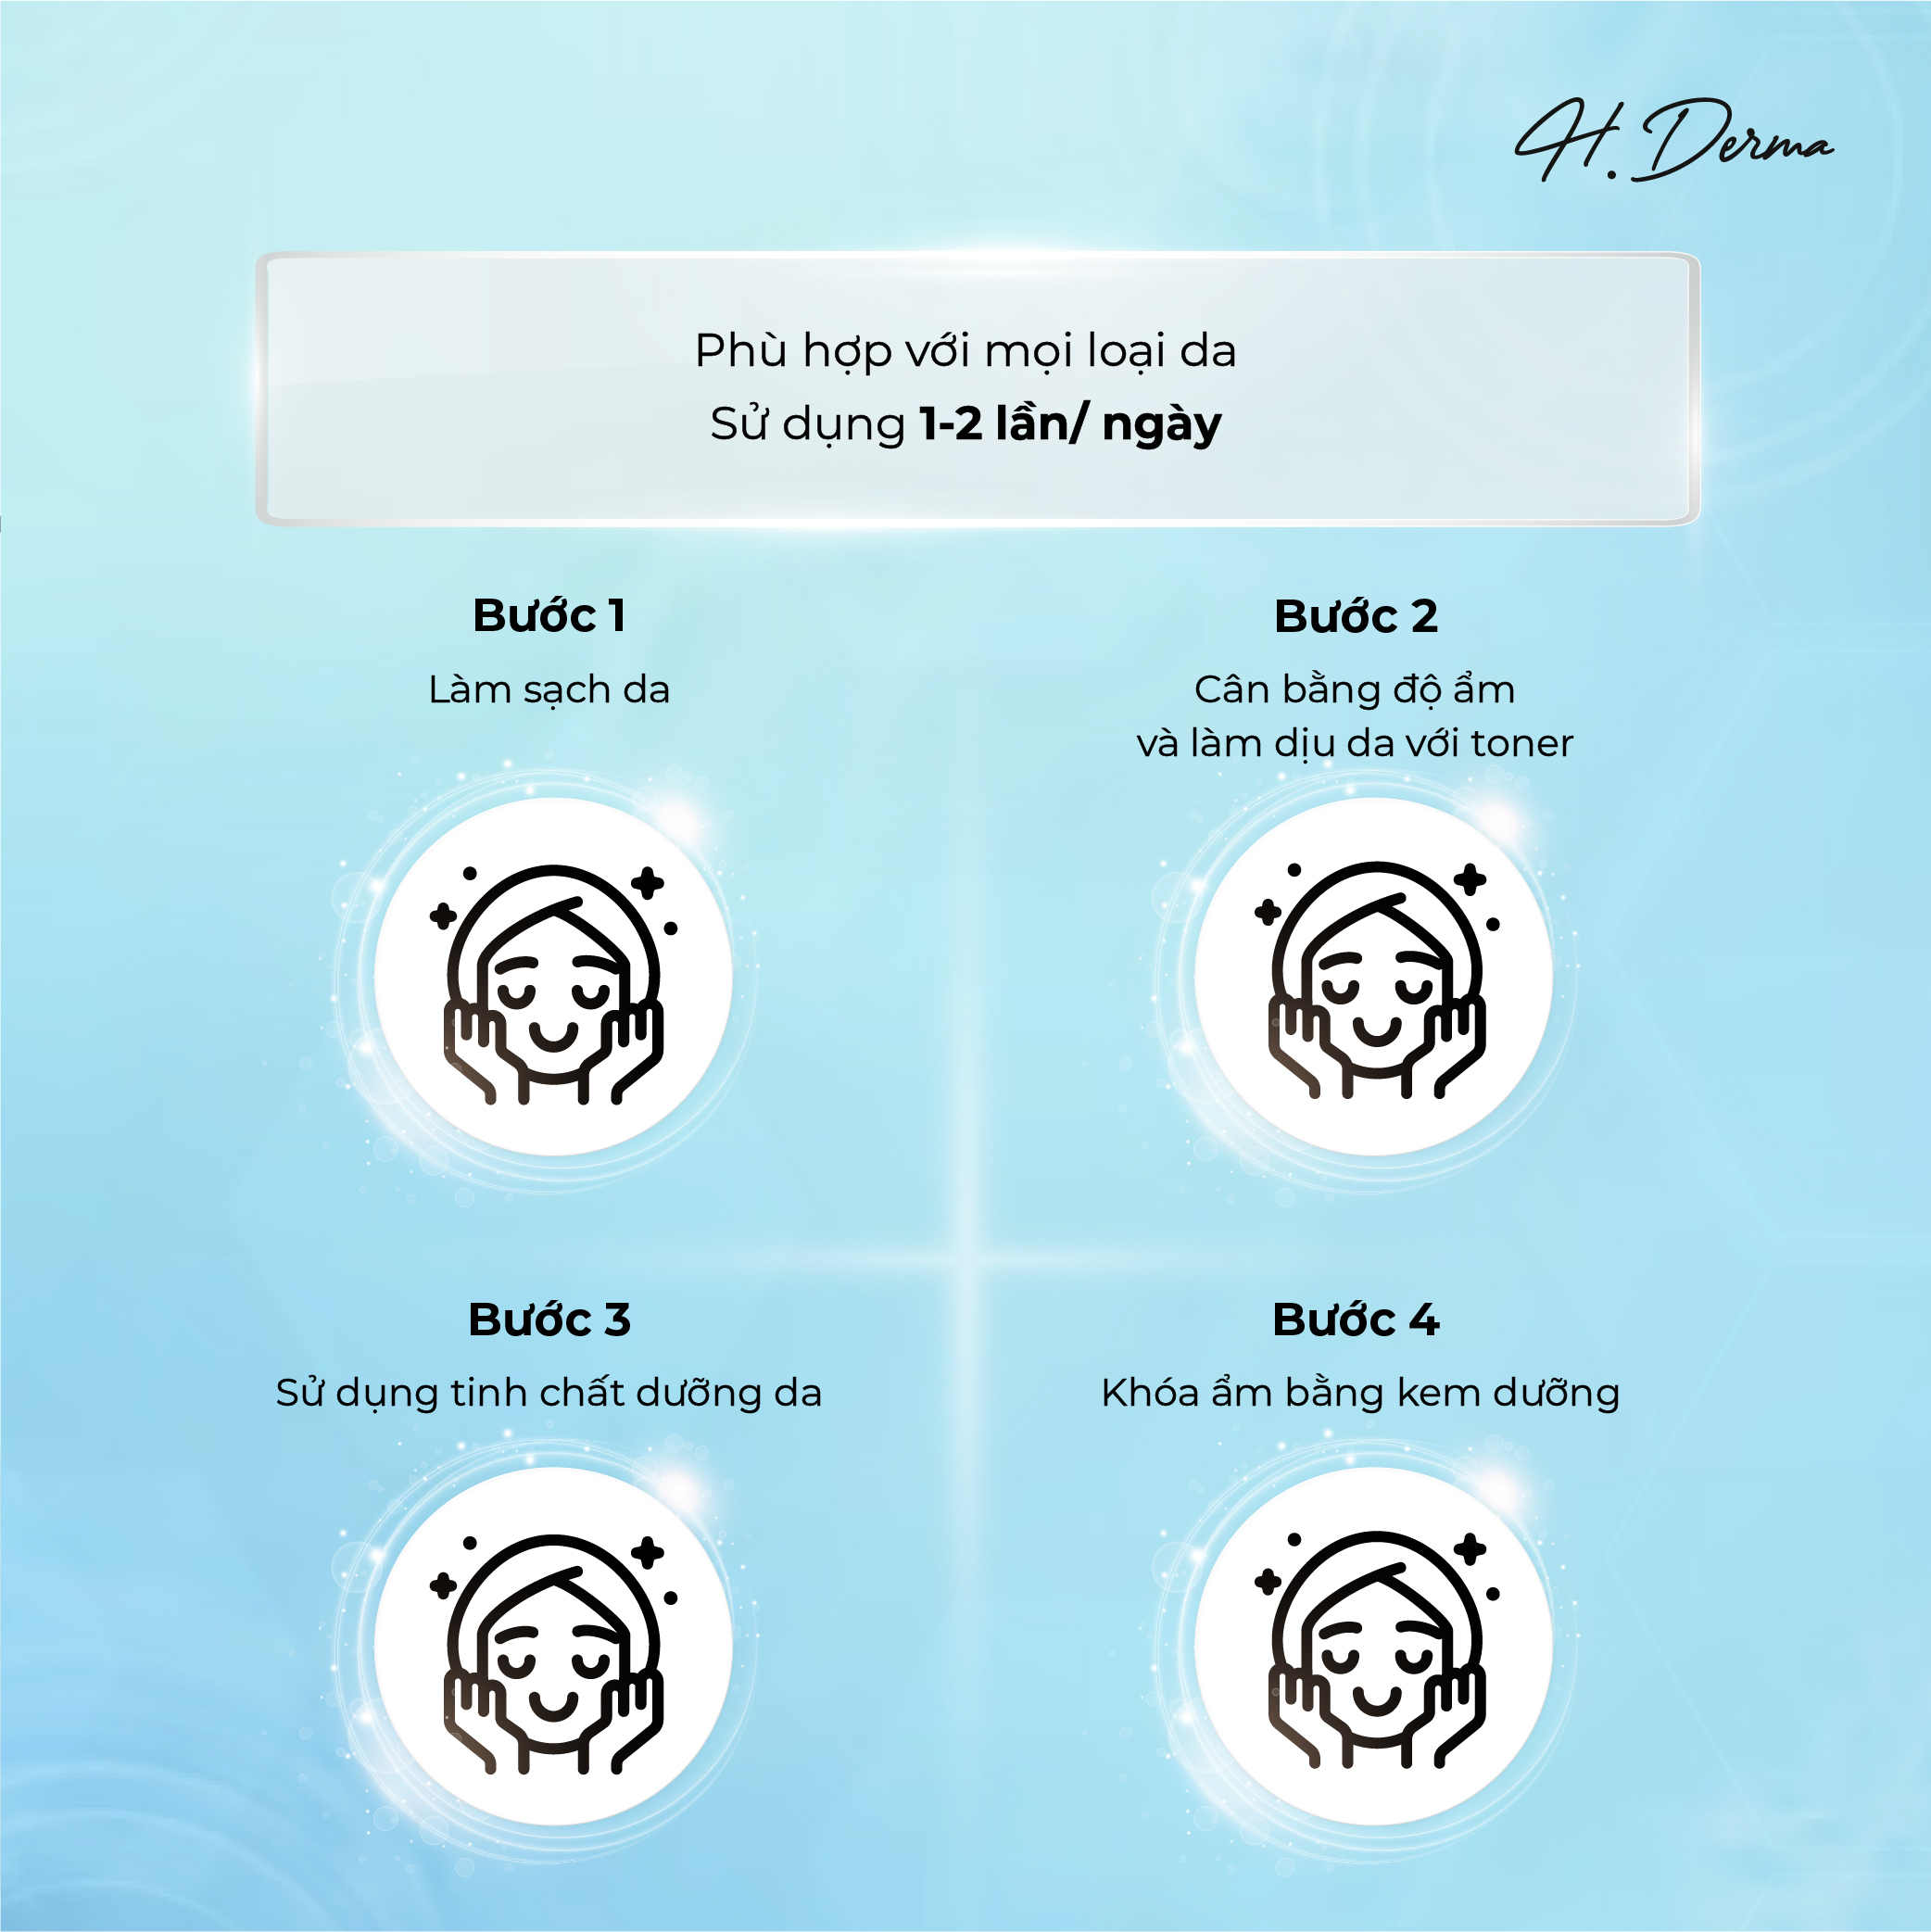 H. Derma
Phù hợp với mọi loại da
Sử dụng 1-2 lần/ ngày
Bước 1
Làm sạch da
Bước 2
Cân bằng độ ẩm
và làm dịu da với toner
Bước 3
Sử dụng tinh chất dưỡng da
Bước 4
Khóa ẩm bằng kem dưỡng